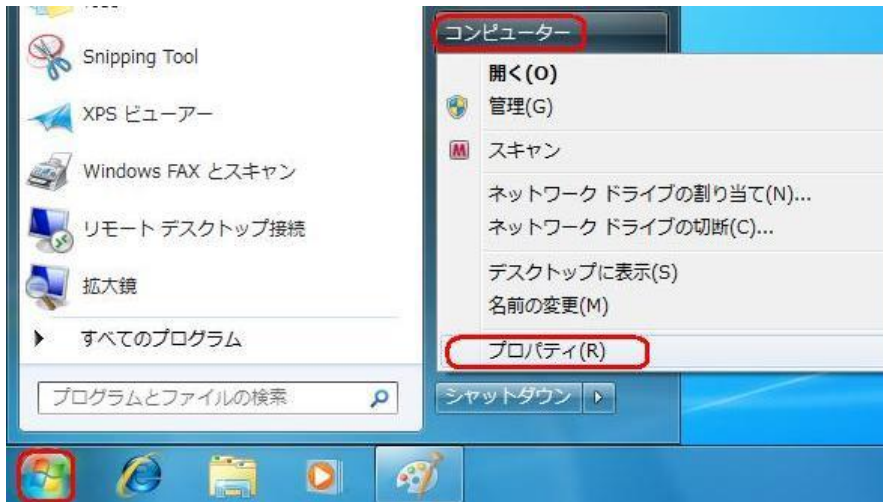 Snipping Tool
XPS ビューアー
Windows FAX とスキャン
リモート デスクトップ接続
拡大鏡
すべてのプログラム
プログラムとファイルの検索
コンピューター
開く(O)
管理(G)
スキャン
ネットワーク ドライブの割り当て(N)...
ネットワーク ドライブの切断(C)...
デスクトップに表示(S)
名前の変更(M)
プロパティ(R)
シャットダウン